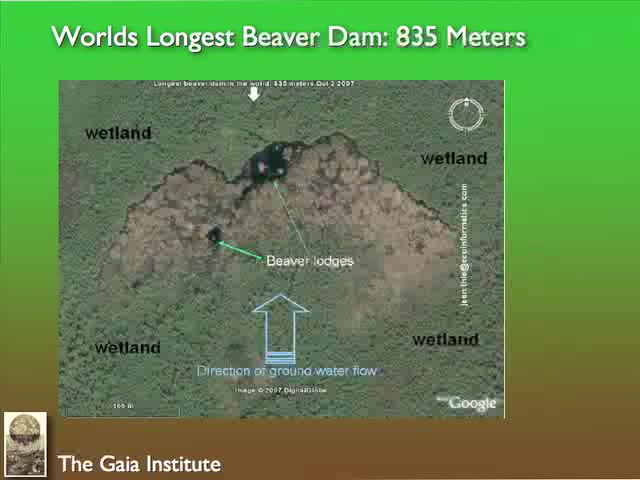 Worlds Longest Beaver Dam: 835 Meters
Longest beaver dam in the world. 835 meters Oct 2 2007
wetland
wetland
Beaver lodges
wetland
wetland
Direction of ground water flow
Image © 2007 DigitalGlobe
Google
100 m
The Gaia Institute